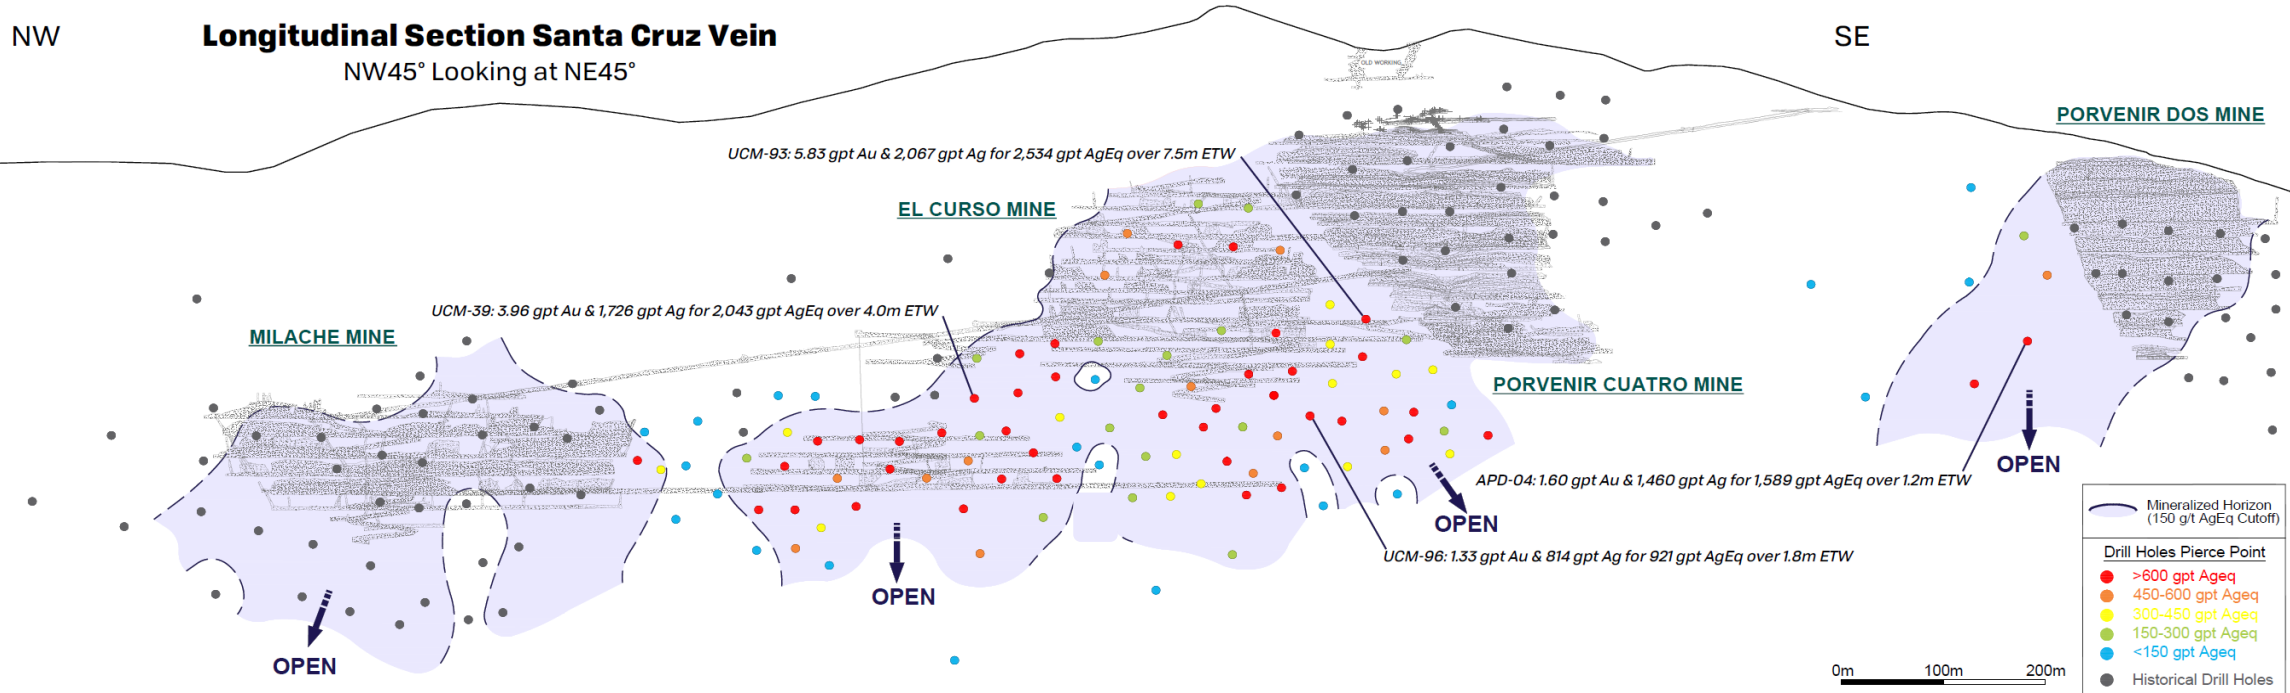 NW
Longitudinal Section Santa Cruz Vein
SE
NW45° Looking at NE45°
OLD WORKING
PORVENIR DOS MINE
UCM-93: 5.83 gpt Au & 2,067 gpt Ag for 2,534 gpt AgEq over 7.5m ETW
EL CURSO MINE
UCM-39: 3.96 gpt Au & 1,726 gpt Ag for 2,043 gpt AgEq over 4.0m ETW
MILACHE MINE
PORVENIR CUATRO MINE
OPEN
APD-04: 1.60 gpt Au & 1,460 gpt Ag for 1,589 gpt AgEq over 1.2m ETW
OPEN
UCM-96: 1.33 gpt Au & 814 gpt Ag for 921 gpt AgEq over 1.8m ETW
OPEN
OPEN
Mineralized Horizon
(150 g/t AgEq Cutoff)
Drill Holes Pierce Point
>600 gpt Ageq
450-600 gpt Ageq
300-450 gpt Ageq
150-300 gpt Ageq
<150 gpt Ageq
Historical Drill Holes
0m 100m 200m